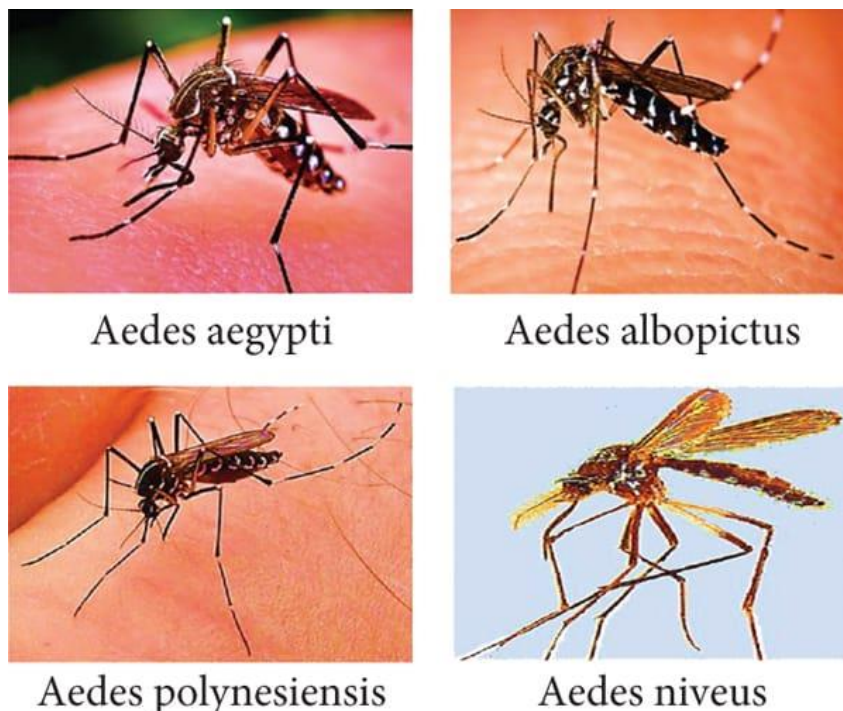 Aedes aegypti
Aedes albopictus
Aedes polynesiensis
Aedes niveus